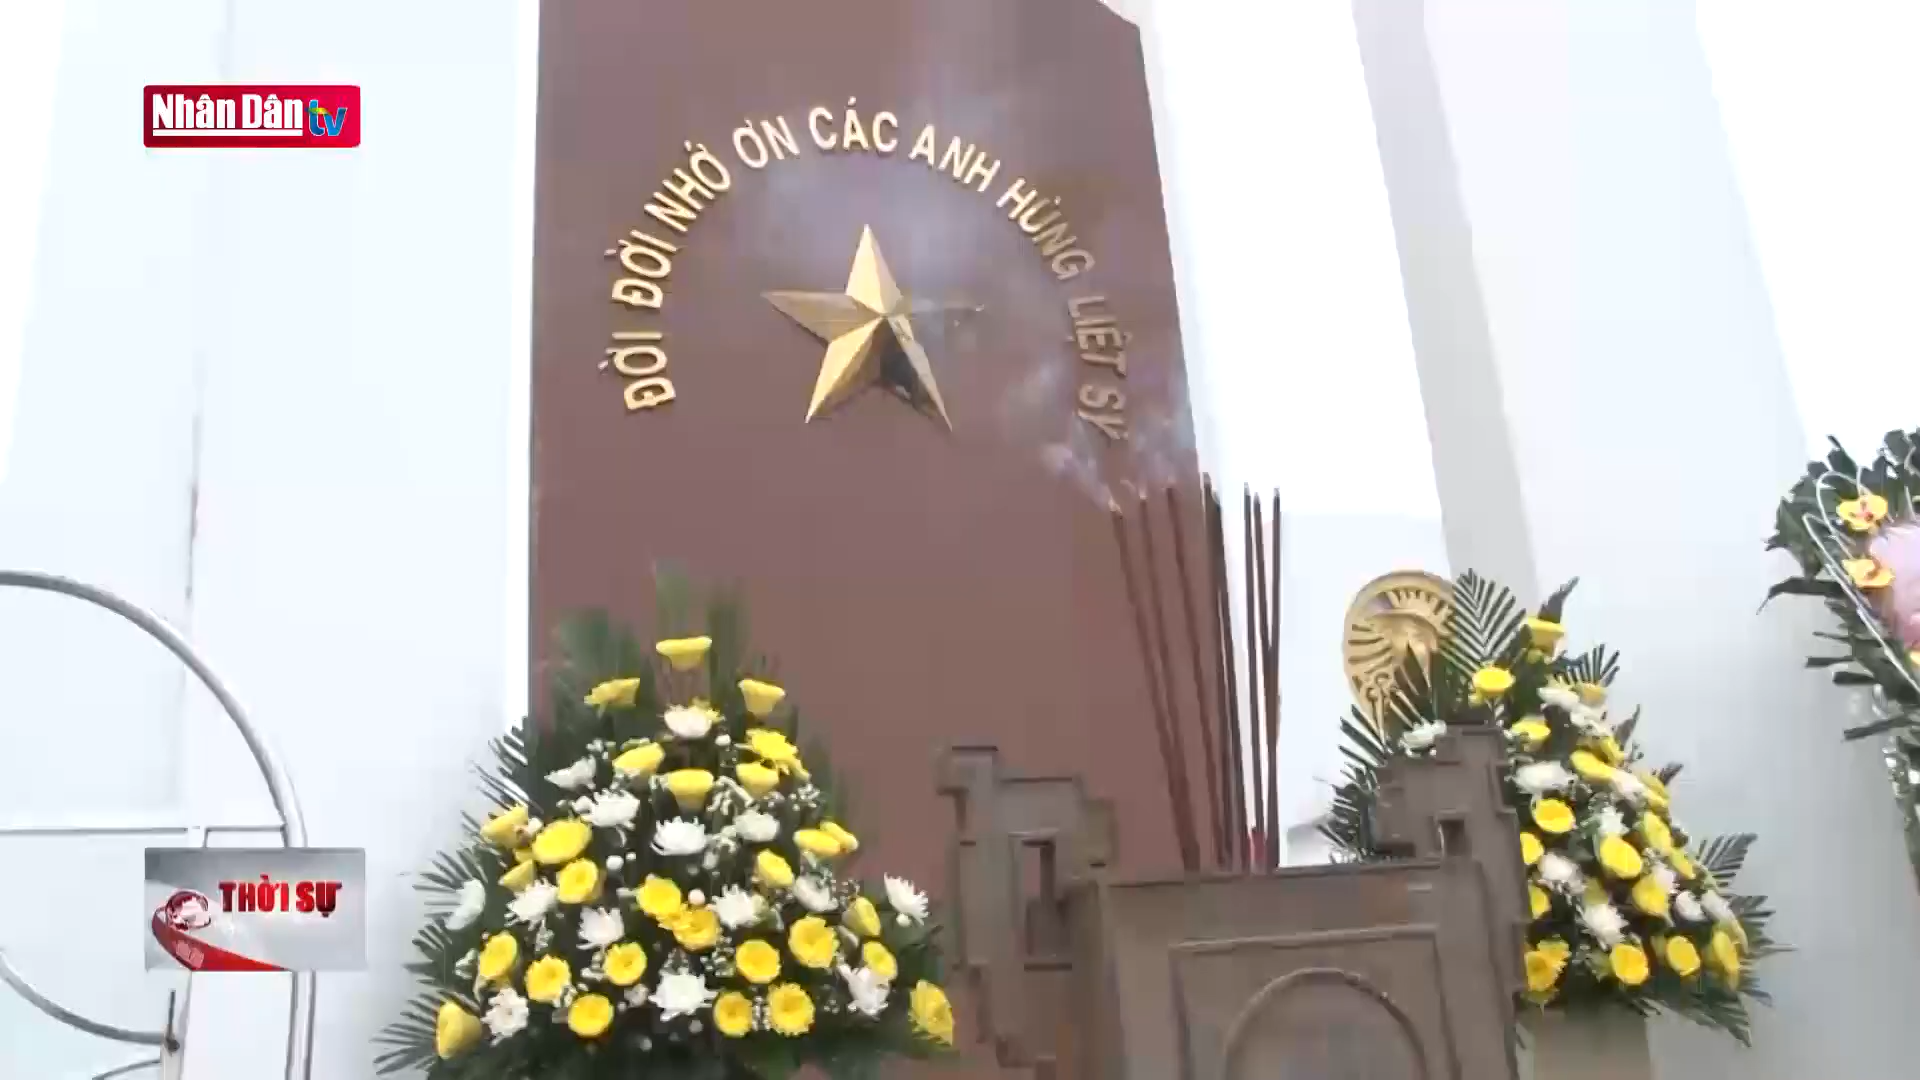 Nhân Dân tv
ĐỜI ĐỜI NHỚ ƠN CÁC ANH HÙNG LIỆT SỸ
THỜI SỰ